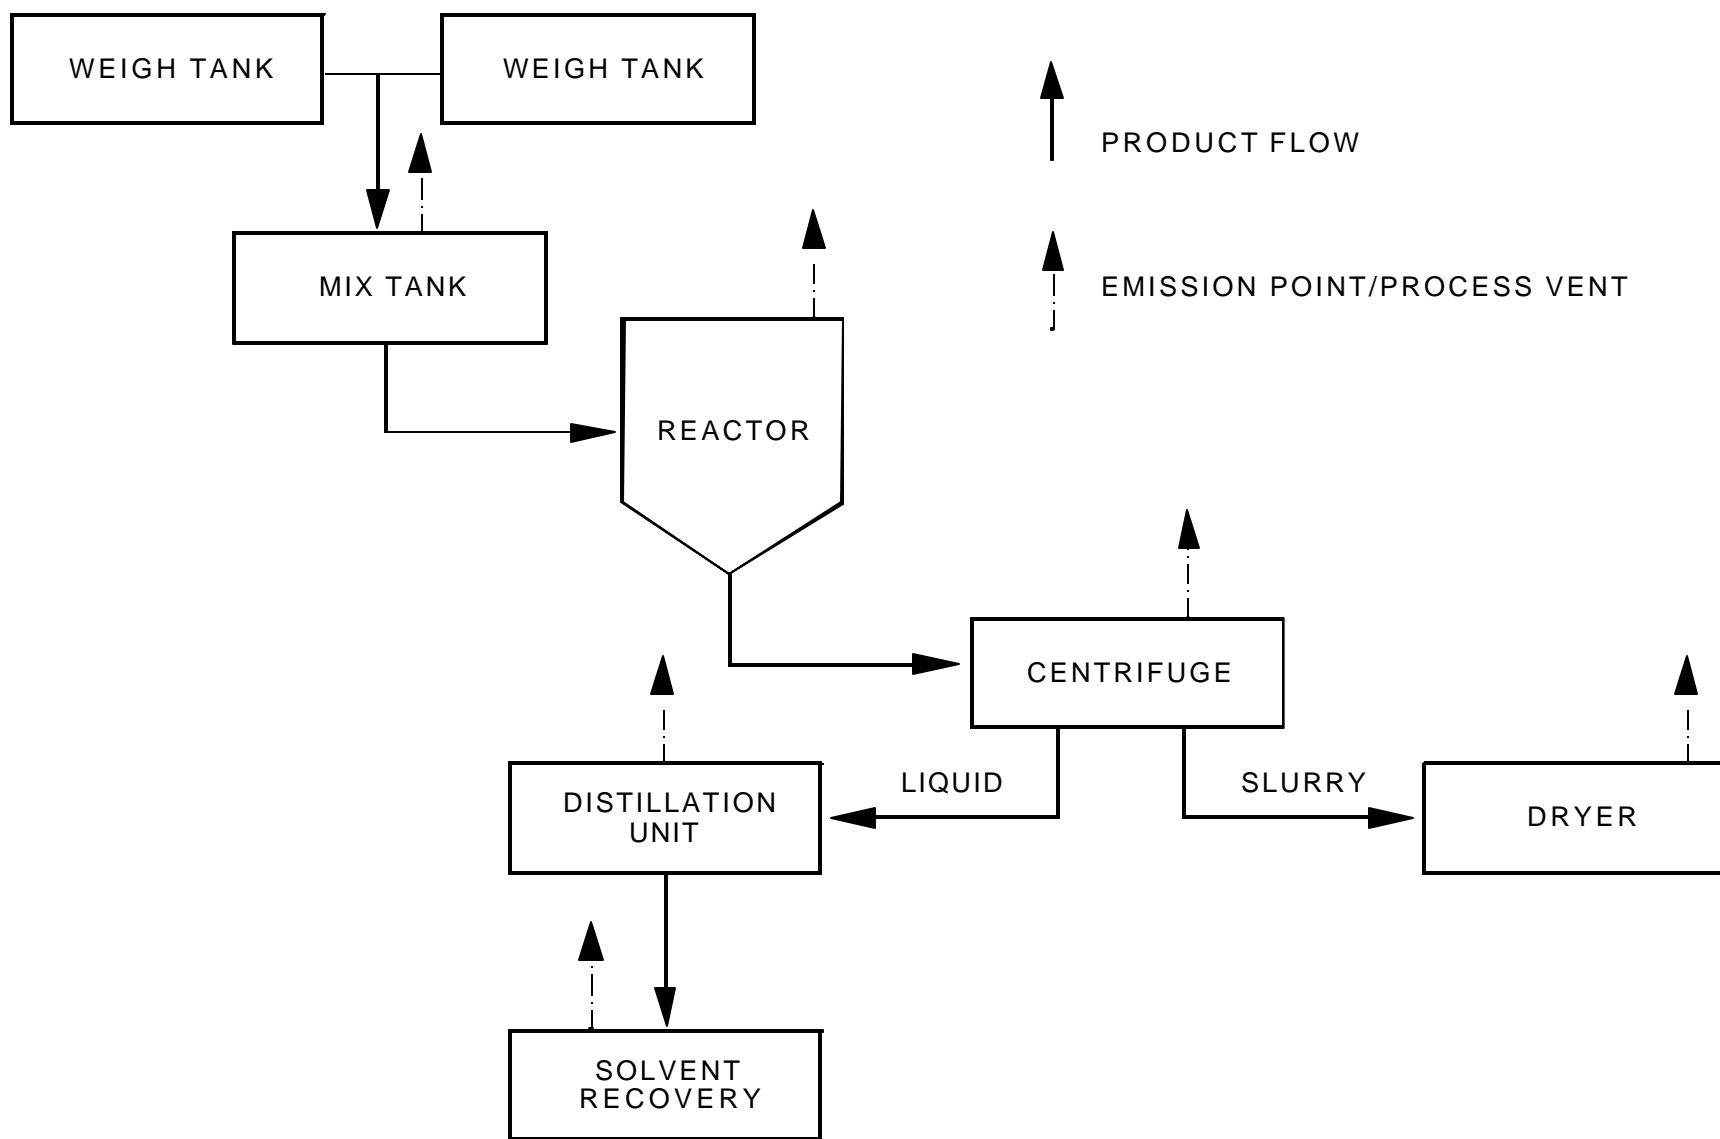 WEIGH TANK
WEIGH TANK
PRODUCT FLOW
MIX TANK
EMISSION POINT/PROCESS VENT
REACTOR
CENTRIFUGE
LIQUID
SLURRY
DISTILLATION
UNIT
DRYER
SOLVENT
RECOVERY